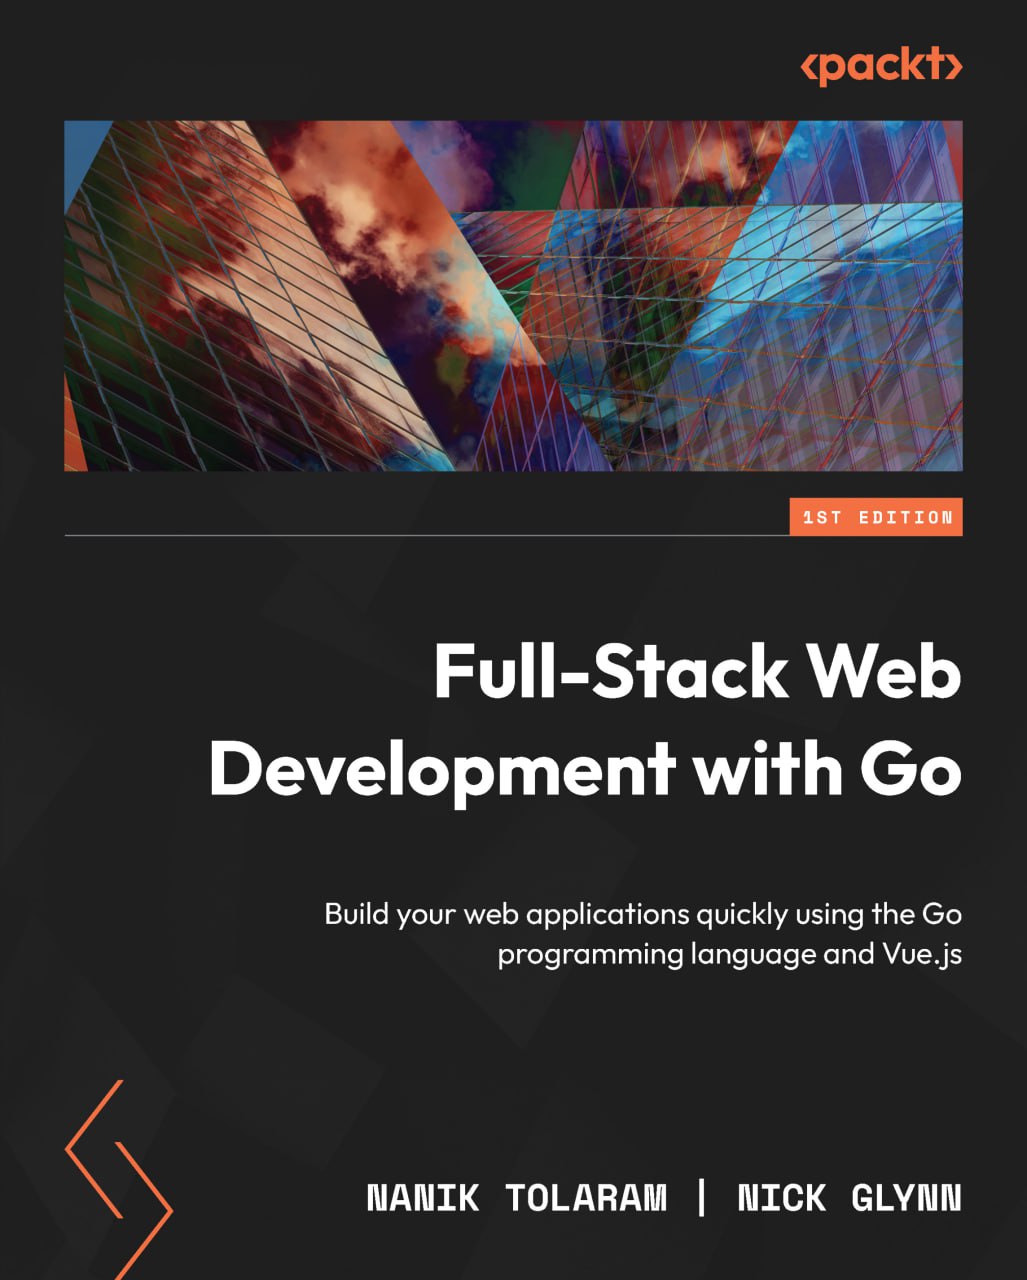 <packt>
1ST EDITION
Full-Stack Web
Development with Go
Build your web applications quickly using the Go
programming language and Vue.js
NANIK TOLARAM | NICK GLYNN